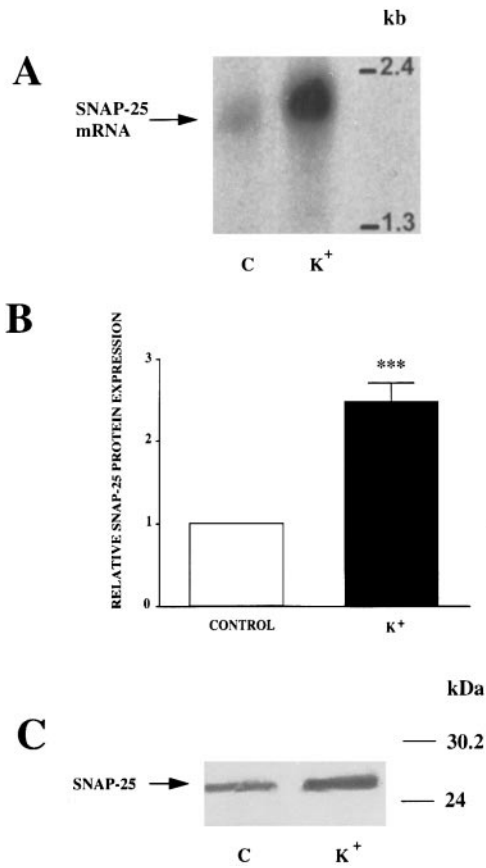 kb
A
2.4
SNAP-25
mRNA
1.3
C K+
B
RELATIVE SNAP-25 PROTEIN EXPRESSION
3
***
2
1
0
CONTROL K+
kDa
C
30.2
SNAP-25
24
C K+